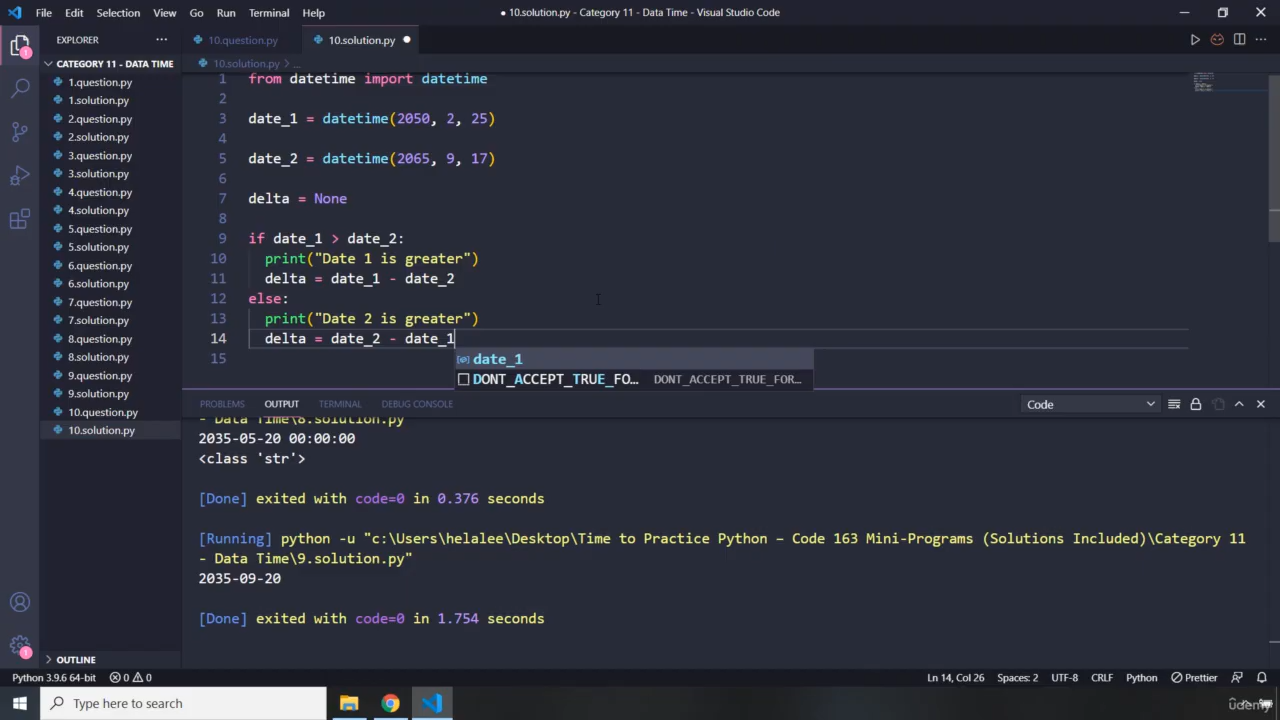 File Edit Selection View Go Run Terminal Help
● 10.solution.py - Category 11 - Data Time - Visual Studio Code
EXPLORER
CATEGORY 11 - DATA TIME
1.question.py
1.solution.py
2.question.py
2.solution.py
3.question.py
3.solution.py
4.question.py
4.solution.py
5.question.py
5.solution.py
6.question.py
6.solution.py
7.question.py
7.solution.py
8.question.py
8.solution.py
9.question.py
9.solution.py
10.question.py
10.solution.py
OUTLINE
10.question.py 10.solution.py ●
10.solution.py > ...
1 from datetime import datetime
2
3 date_1 = datetime(2050, 2, 25)
4
5 date_2 = datetime(2065, 9, 17)
6
7 delta = None
8
9 if date_1 > date_2:
10 print("Date 1 is greater")
11 delta = date_1 - date_2
12 else:
13 print("Date 2 is greater")
14 delta = date_2 - date_1
15
date_1
DONT_ACCEPT_TRUE_FO... DONT_ACCEPT_TRUE_FOR...
PROBLEMS OUTPUT TERMINAL DEBUG CONSOLE Code
- Data Time\8.solution.py
2035-05-20 00:00:00
<class 'str'>
[Done] exited with code=0 in 0.376 seconds
[Running] python -u "c:\Users\helalee\Desktop\Time to Practice Python – Code 163 Mini-Programs (Solutions Included)\Category 11
- Data Time\9.solution.py"
2035-09-20
[Done] exited with code=0 in 1.754 seconds
1
1
Python 3.9.6 64-bit 0 0 Ln 14, Col 26 Spaces: 2 UTF-8 CRLF Python Prettier
Type here to search
udemy